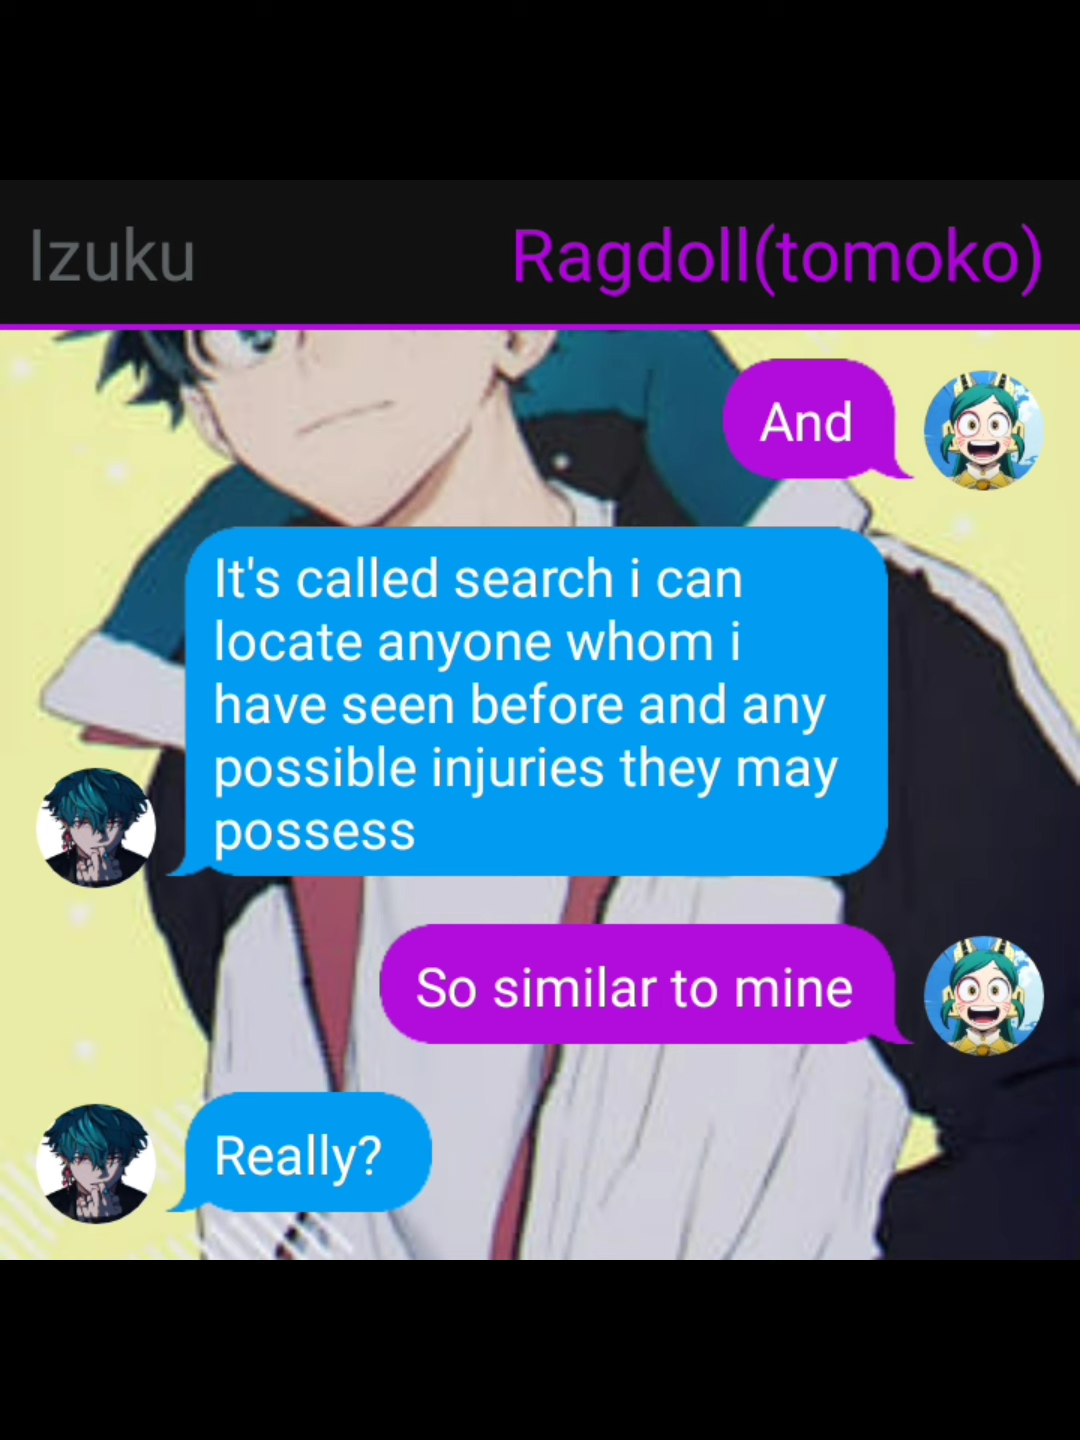 Izuku
Ragdoll(tomoko)
And
It's called search i can
locate anyone whom i
have seen before and any
possible injuries they may
possess
So similar to mine
Really?